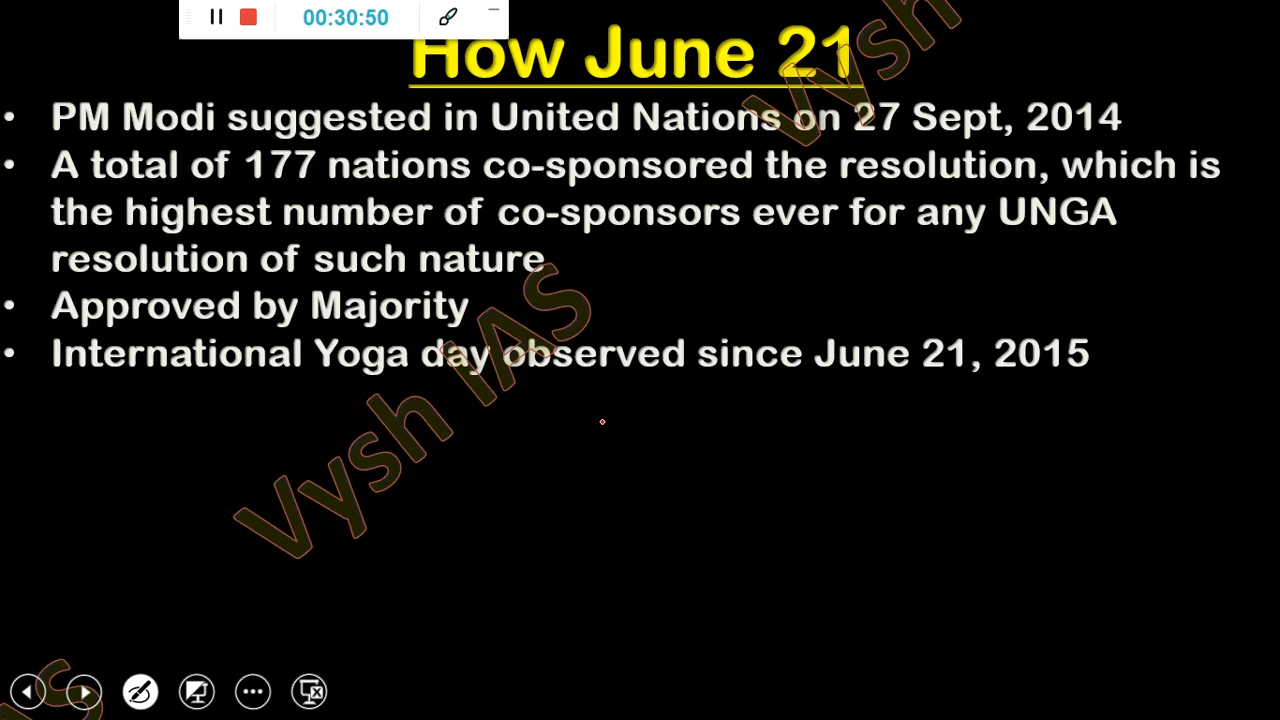 00:30:50
How June 21
• PM Modi suggested in United Nations on 27 Sept, 2014
• A total of 177 nations co-sponsored the resolution, which is
the highest number of co-sponsors ever for any UNGA
resolution of such nature
• Approved by Majority
• International Yoga day observed since June 21, 2015
Vysh
Vysh IAS
AS